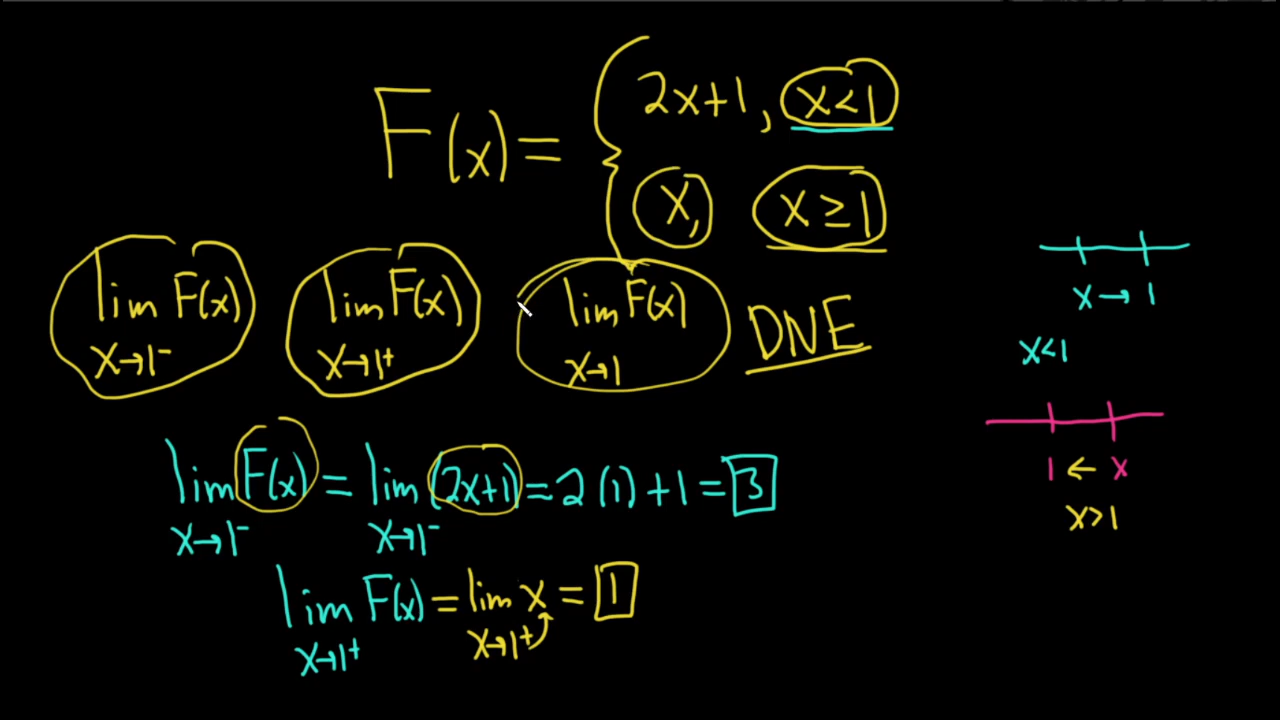 F(x) = { 2x+1, x<1
x, x≥1
lim F(x) x→1⁻
lim F(x) x→1⁺
lim F(x) x→1 DNE
x → 1
x<1
1 ← x
x>1
lim F(x) x→1⁻ = lim (2x+1) x→1⁻ = 2(1)+1 = 3
lim F(x) x→1⁺ = lim x x→1⁺ = 1